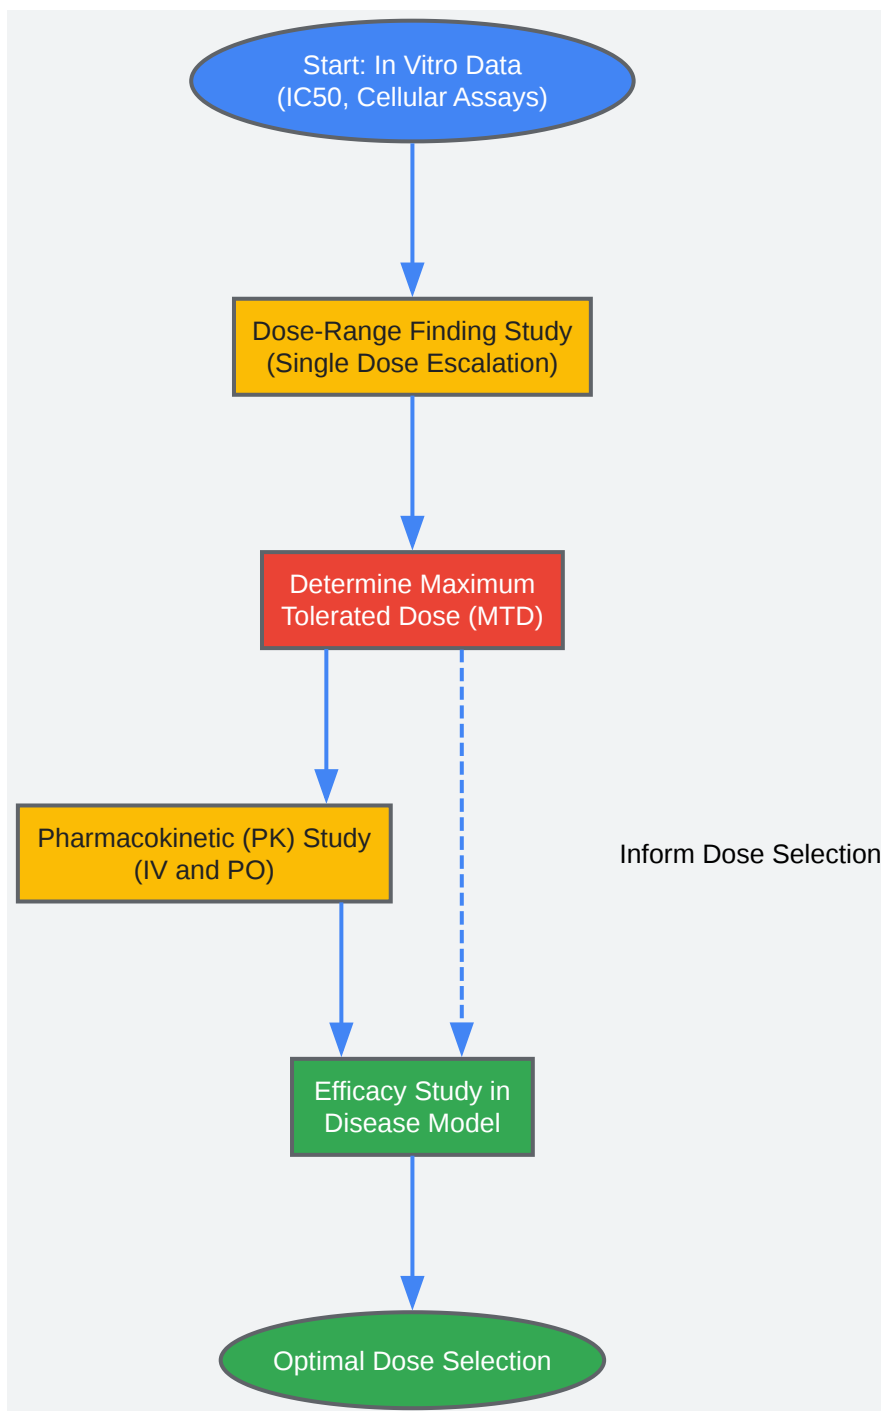 Start: In Vitro Data
(IC50, Cellular Assays)
Dose-Range Finding Study
(Single Dose Escalation)
Determine Maximum
Tolerated Dose (MTD)
Pharmacokinetic (PK) Study
(IV and PO)
Inform Dose Selection
Efficacy Study in
Disease Model
Optimal Dose Selection